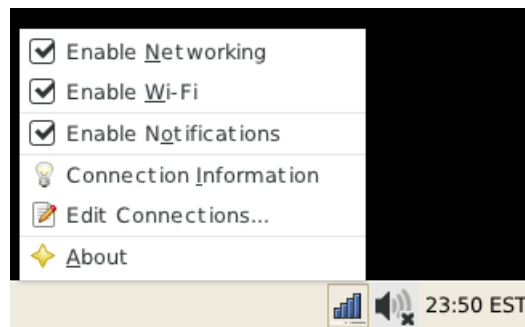 Enable Networking
Enable Wi-Fi
Enable Notifications
Connection Information
Edit Connections...
About
23:50 EST